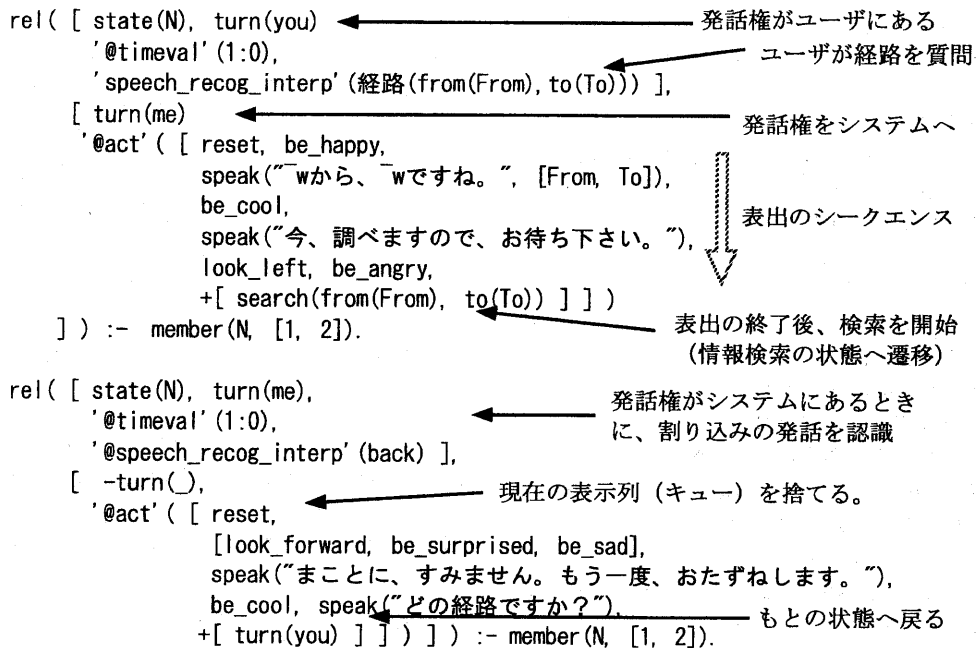 rel( [ state(N), turn(you) 発話権がユーザにある
'@timeval'(1:0), ユーザが経路を質問
'speech_recog_interp'(経路(from(From),to(To))) ],
[ turn(me) 発話権をシステムへ
'@act'( [ reset, be_happy,
speak("‾wから、‾wですね。", [From, To]),
be_cool, 表出のシークエンス
speak("今、調べますので、お待ち下さい。"),
look_left, be_angry,
+[ search(from(From), to(To)) ] ] )
] ) :- member(N, [1, 2]). 表出の終了後、検索を開始
(情報検索の状態へ遷移)
rel( [ state(N), turn(me), 発話権がシステムにあるとき
'@timeval'(1:0), に、割り込みの発話を認識
'@speech_recog_interp'(back) ],
[ -turn(_), 現在の表示列（キュー）を捨てる。
'@act'( [ reset,
[look_forward, be_surprised, be_sad],
speak("まことに、すみません。もう一度、おたずねします。"),
be_cool, speak("どの経路ですか？"), もとの状態へ戻る
+[ turn(you) ] ] ) ] ) :- member(N, [1, 2]).